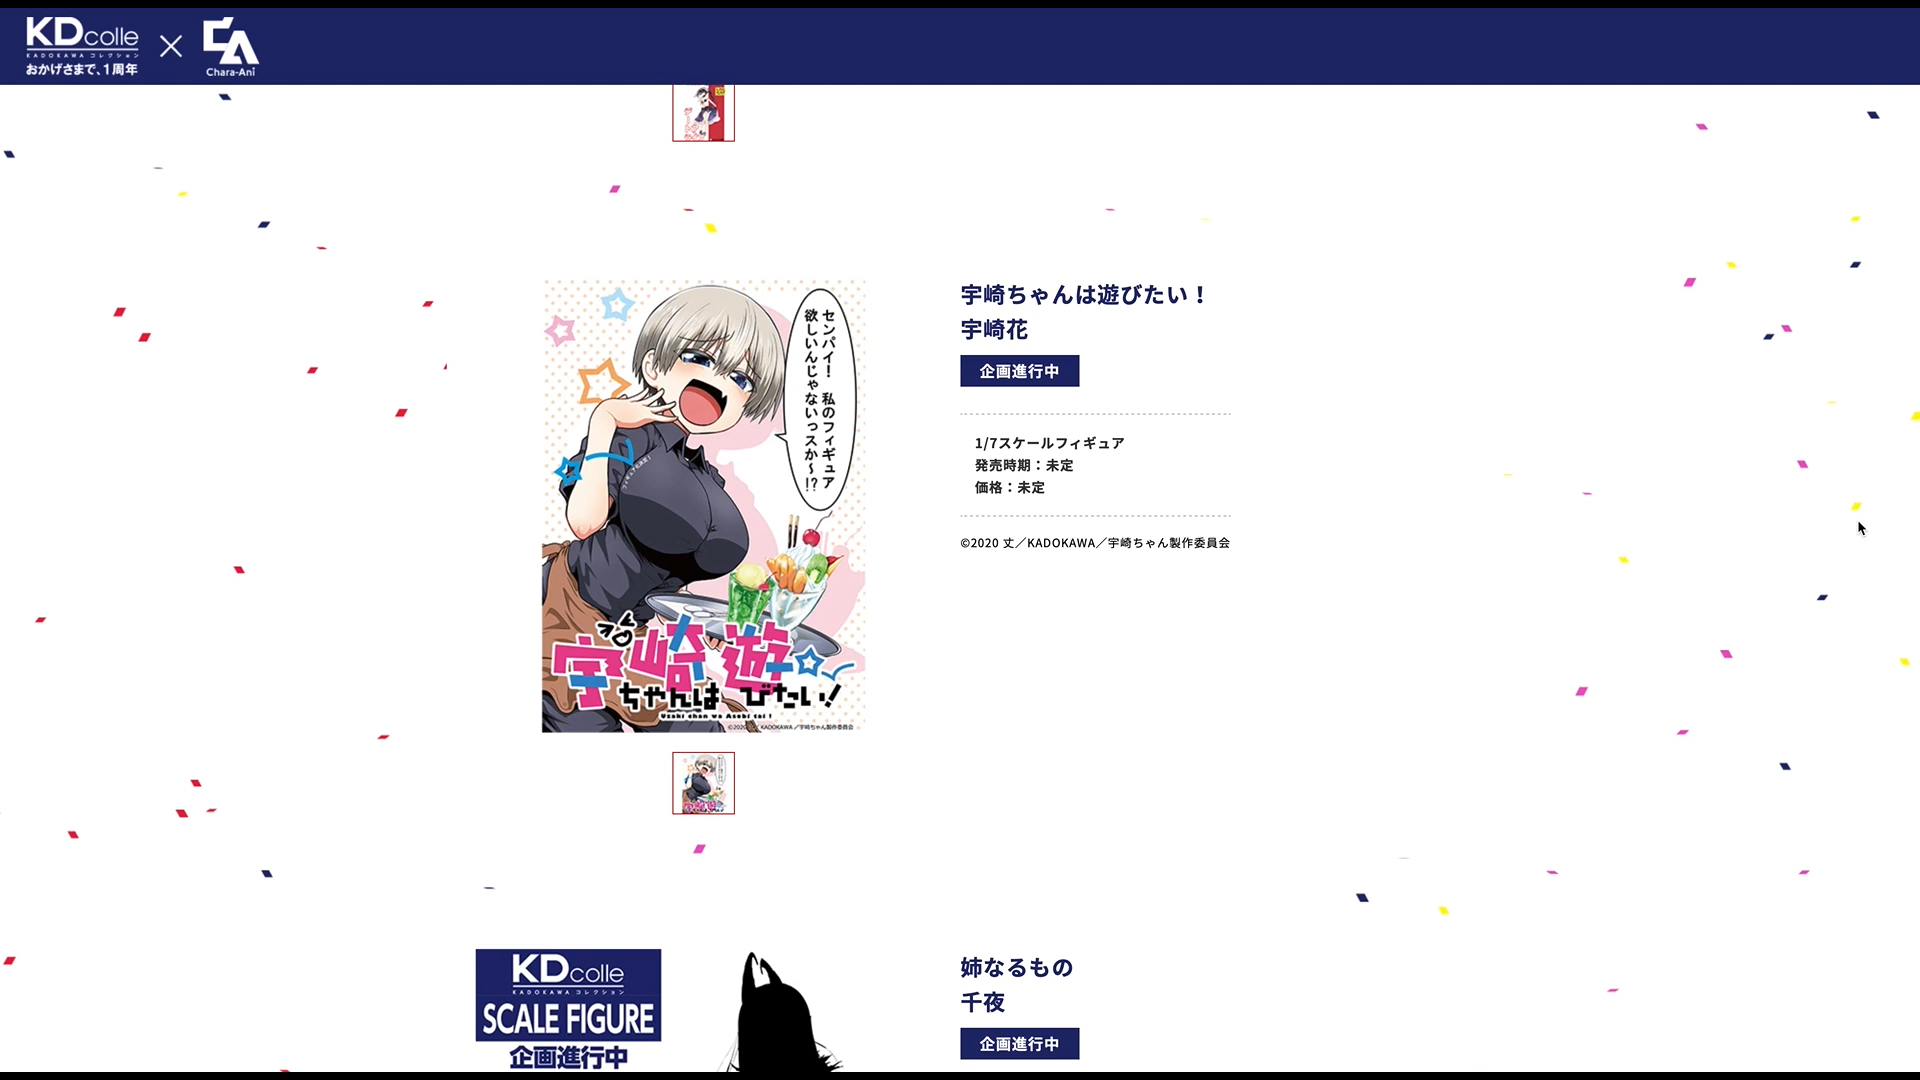 KDcolle
KADOKAWA コレクション
おかげさまで、1周年
CA
Chara-Ani
宇崎ちゃんは遊びたい！
宇崎花
企画進行中
1/7スケールフィギュア
発売時期：未定
価格：未定
©2020 丈／KADOKAWA／宇崎ちゃん製作委員会
センパイ！ 私のフィギュア
欲しいんじゃないっスか〜!?
宇崎ちゃんは遊びたい!
Uzaki chan wa Asobi tai !
KDcolle
KADOKAWA コレクション
SCALE FIGURE
企画進行中
姉なるもの
千夜
企画進行中